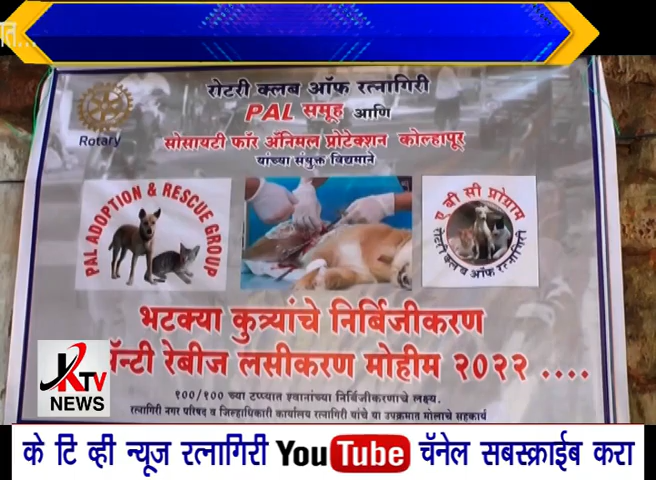 रोटरी क्लब ऑफ रत्नागिरी
PAL समूह आणि
सोसायटी फॉर ॲनिमल प्रोटेक्शन कोल्हापूर
यांच्या संयुक्त विद्यमाने
Rotary
PAL ADOPTION & RESCUE GROUP
ए बी सी प्रोग्राम
रोटरी क्लब ऑफ रत्नागिरी
भटक्या कुत्र्यांचे निर्बिजीकरण
रेबीज लसीकरण मोहीम २०२२ ....
१००/१०० च्या टप्प्यात श्वानांच्या निर्बिजीकरणाचे लक्ष्य.
रत्नागिरी नगर परिषद व जिल्हाधिकारी कार्यालय रत्नागिरी यांचे या उपक्रमात मोलाचे सहकार्य
KTV
NEWS
के टि व्ही न्यूज रत्नागिरी YouTube चॅनेल सबस्क्राईब करा